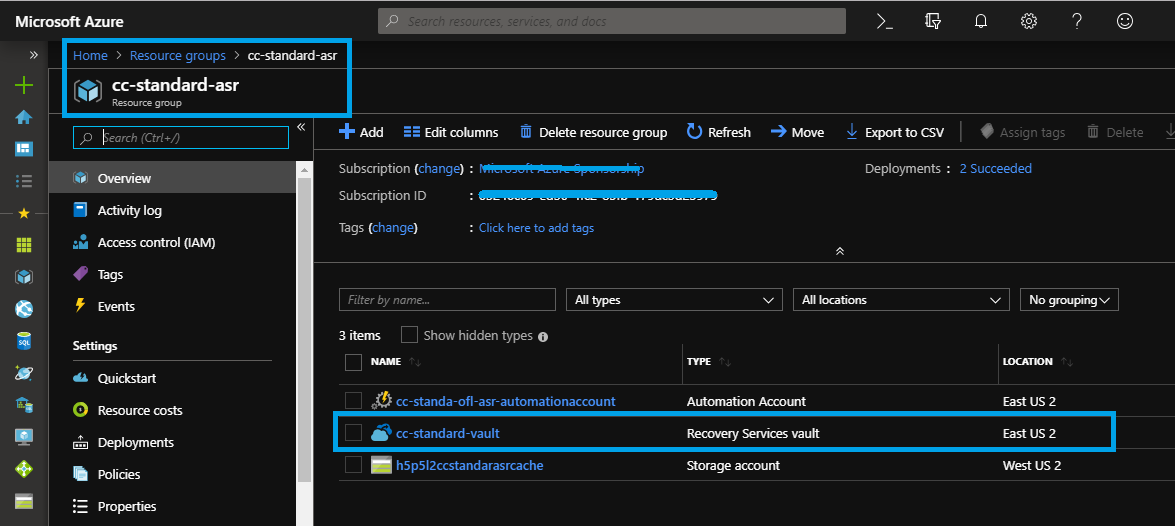 Microsoft Azure
Search resources, services, and docs
Home > Resource groups > cc-standard-asr
cc-standard-asr
Resource group
Search (Ctrl+/)
Overview
Activity log
Access control (IAM)
Tags
Events
Settings
Quickstart
Resource costs
Deployments
Policies
Properties
Add
Edit columns
Delete resource group
Refresh
Move
Export to CSV
Assign tags
Delete
Subscription (change) : Microsoft Azure Sponsorship
Deployments : 2 Succeeded
Subscription ID :
Tags (change) : Click here to add tags
Filter by name...
All types
All locations
No grouping
3 items
Show hidden types
NAME TYPE LOCATION
cc-standa-ofl-asr-automationaccount Automation Account East US 2
cc-standard-vault Recovery Services vault East US 2
h5p5l2ccstandarasrcache Storage account West US 2